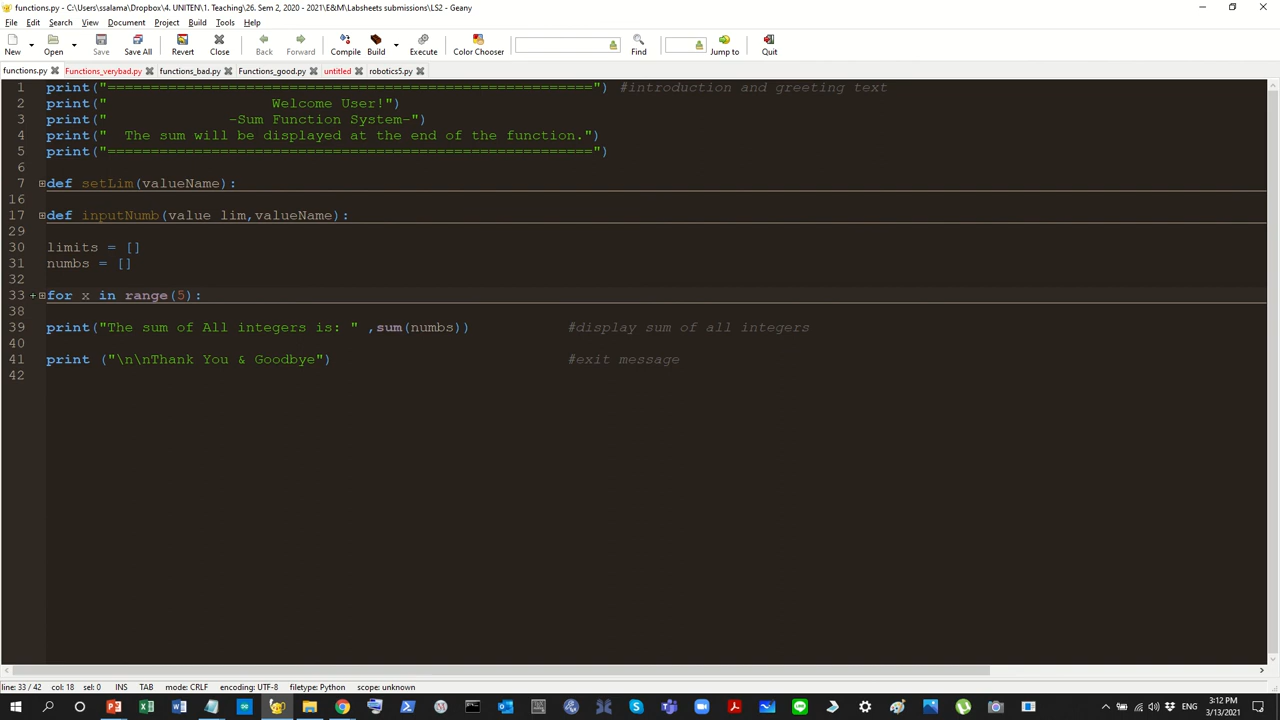 functions.py - C:\Users\ssalama\Dropbox\4. UNITEN\1. Teaching\26. Sem 2, 2020 - 2021\E&M\Labsheets submissions\LS2 - Geany
File Edit Search View Document Project Build Tools Help
New Open Save Save All Revert Close Back Forward Compile Build Execute Color Chooser Find Jump to Quit
functions.py Functions_verybad.py functions_bad.py Functions_good.py untitled robotics5.py
1 print("========================================================") #introduction and greeting text
2 print("                   Welcome User!")
3 print("              -Sum Function System-")
4 print("  The sum will be displayed at the end of the function.")
5 print("========================================================")
6
7 def setLim(valueName):
16
17 def inputNumb(value lim,valueName):
29
30 limits = []
31 numbs = []
32
33 for x in range(5):
38
39 print("The sum of All integers is: " ,sum(numbs)) #display sum of all integers
40
41 print ("\n\nThank You & Goodbye") #exit message
42
line: 33 / 42 col: 18 sel: 0 INS TAB mode: CRLF encoding: UTF-8 filetype: Python scope: unknown
ENG 3:12 PM
3/13/2021